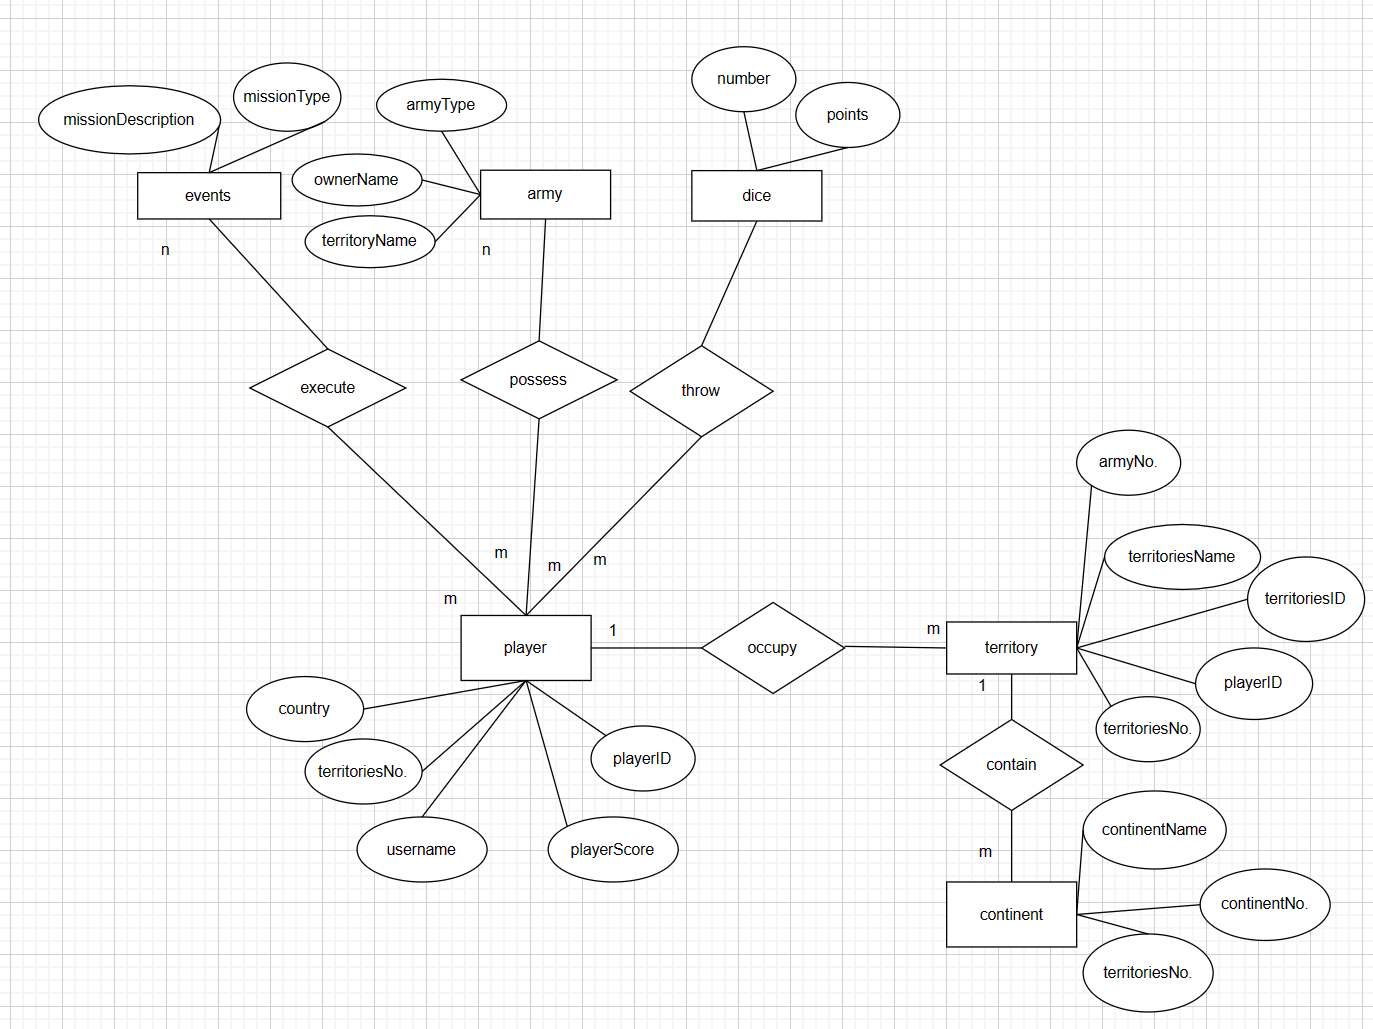 number
missionType
armyType
points
missionDescription
ownerName
army
events
dice
territoryName
n
n
possess
execute
throw
armyNo.
m
territoriesName
m
m
m
territoriesID
1
m
player
occupy
territory
playerID
1
country
territoriesNo.
playerID
contain
territoriesNo.
continentName
username
playerScore
m
continentNo.
continent
territoriesNo.